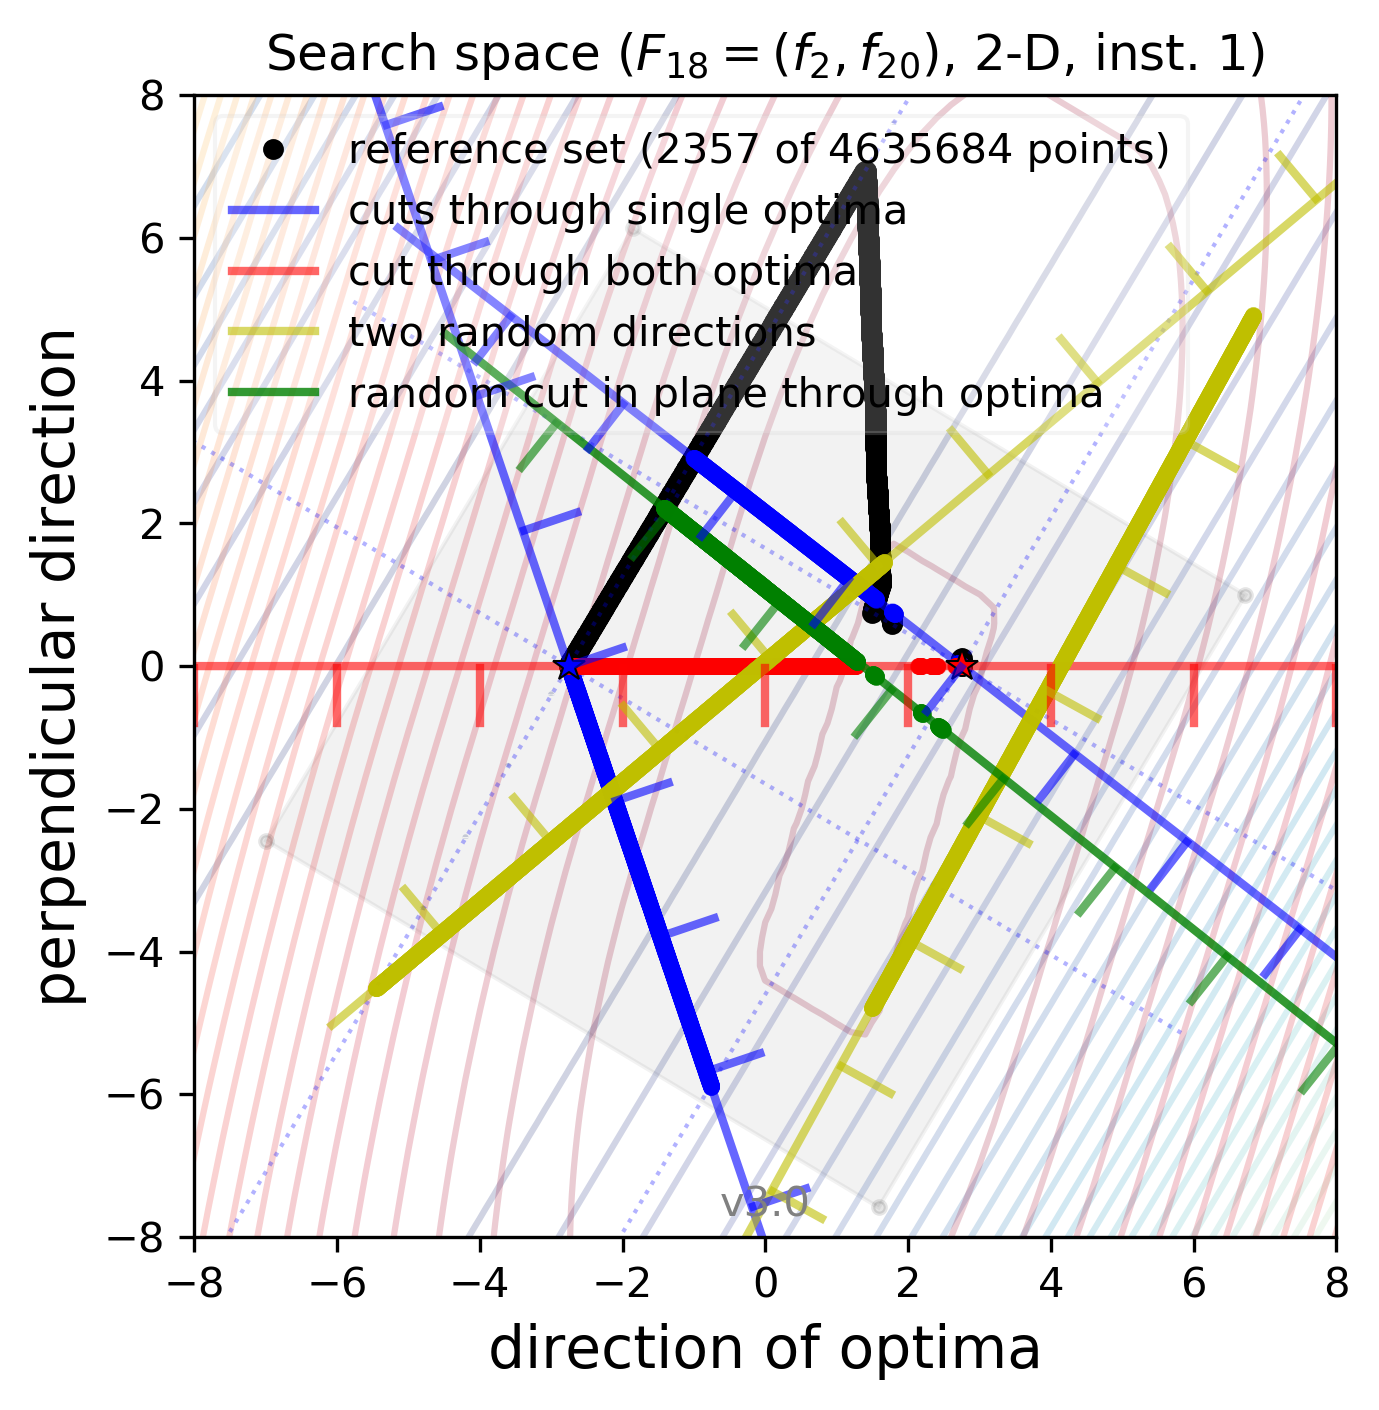 Search space (F₁₈ = (f₂, f₂₀), 2-D, inst. 1)
reference set (2357 of 4635684 points)
cuts through single optima
cut through both optima
two random directions
random cut in plane through optima
8
6
4
2
0
−2
−4
−6
−8
perpendicular direction
v3.0
−8 −6 −4 −2 0 2 4 6 8
direction of optima